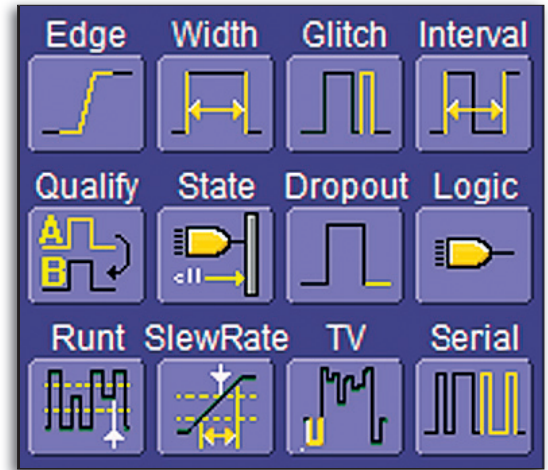 Edge Width Glitch Interval
Qualify State Dropout Logic
A
B
Runt SlewRate TV Serial